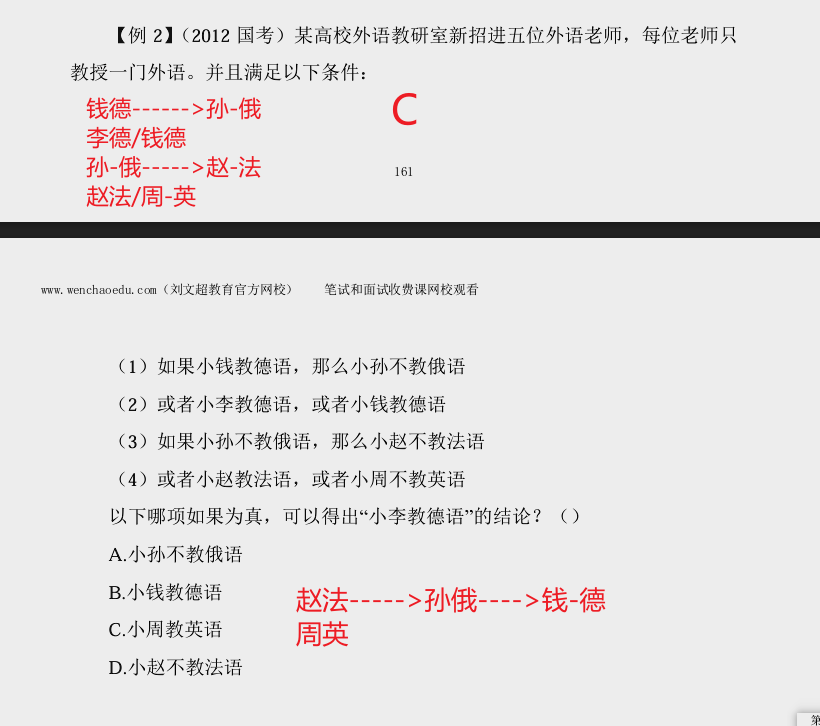 【例 2】（2012 国考）某高校外语教研室新招进五位外语老师，每位老师只
教授一门外语。并且满足以下条件：
钱德------>孙-俄
李德/钱德
孙-俄----->赵-法
赵法/周-英
C
161
www.wenchaoedu.com（刘文超教育官方网校） 笔试和面试收费课网校观看
（1）如果小钱教德语，那么小孙不教俄语
（2）或者小李教德语，或者小钱教德语
（3）如果小孙不教俄语，那么小赵不教法语
（4）或者小赵教法语，或者小周不教英语
以下哪项如果为真，可以得出“小李教德语”的结论？（）
A.小孙不教俄语
B.小钱教德语
C.小周教英语
D.小赵不教法语
赵法----->孙俄---->钱-德
周英